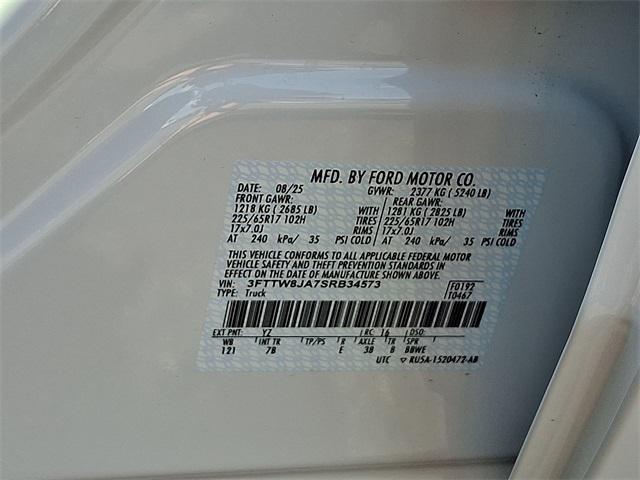 MFD. BY FORD MOTOR CO.
DATE: 08/25 GVWR: 2377 KG ( 5240 LB)
FRONT GAWR: REAR GAWR:
1218 KG ( 2685 LB) WITH 1281 KG ( 2825 LB) WITH
225/65R17 102H TIRES 225/65R17 102H TIRES
17x7.0J RIMS 17x7.0J RIMS
AT 240 kPa/ 35 PSI COLD AT 240 kPa/ 35 PSI COLD
THIS VEHICLE CONFORMS TO ALL APPLICABLE FEDERAL MOTOR
VEHICLE SAFETY AND THEFT PREVENTION STANDARDS IN
EFFECT ON THE DATE OF MANUFACTURE SHOWN ABOVE.
VIN: 3FTTW8JA7SRB34573 F0192
TYPE: Truck T0467
EXT PNT: YZ RC: 16 DSO:
WB INT TR TP/PS R AXLE TR SPR
121 7B E 38 8 BBWE
UTC ▽ RU5A-1520472-AB